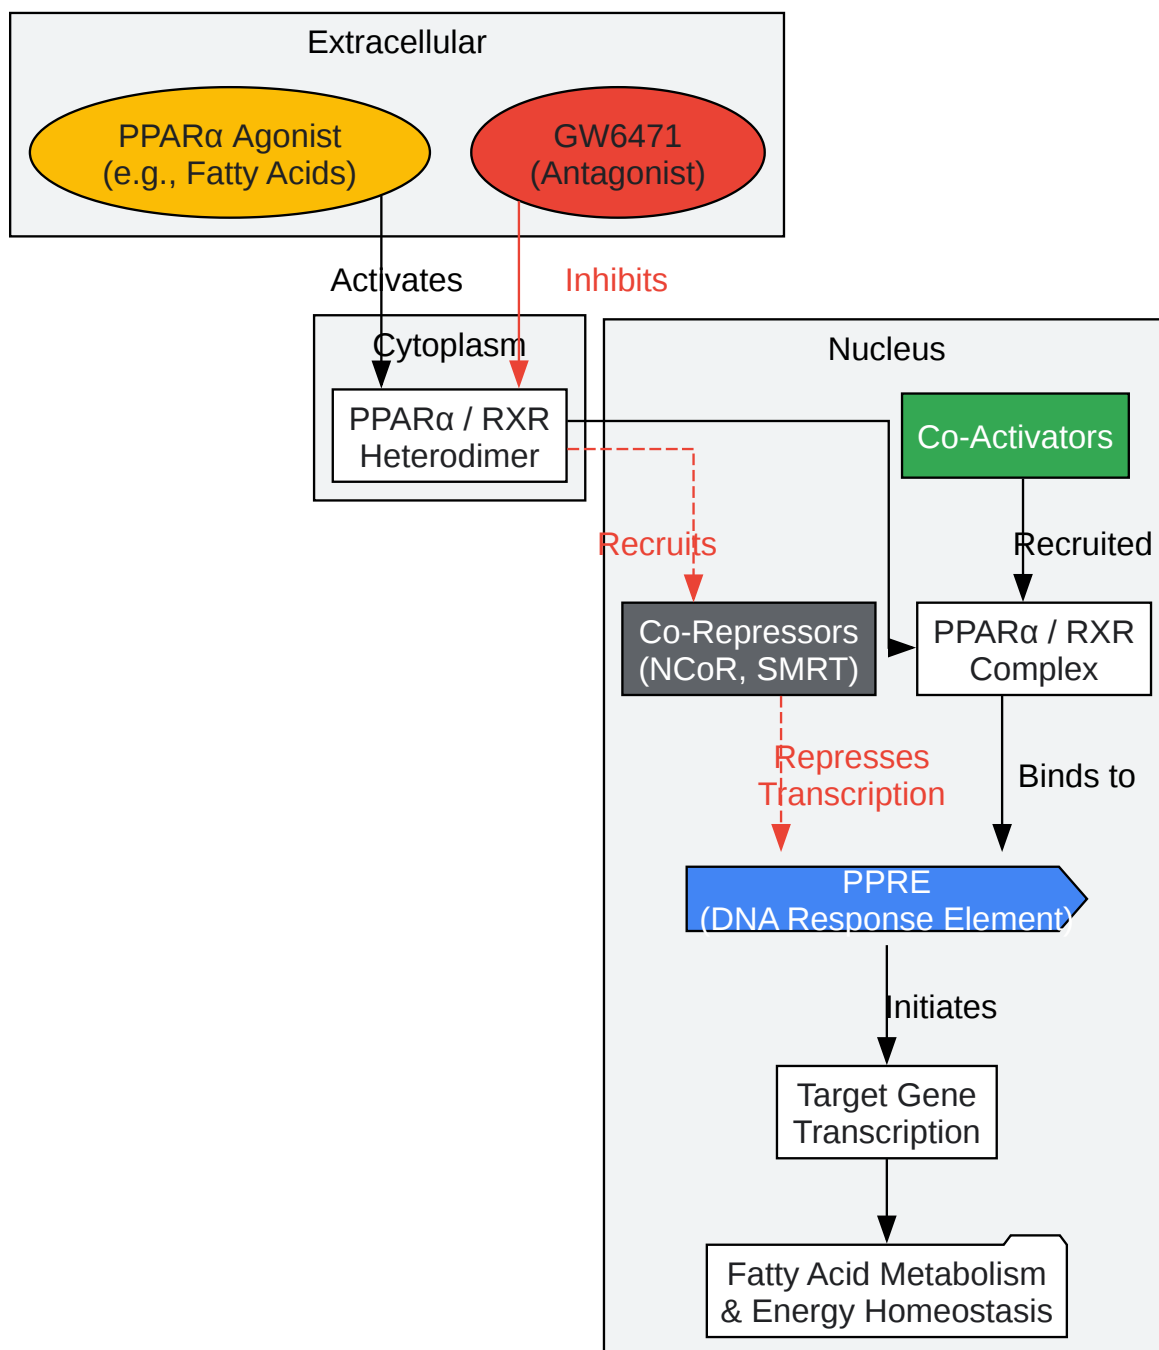 Extracellular
PPARα Agonist
(e.g., Fatty Acids)
GW6471
(Antagonist)
Activates
Inhibits
Cytoplasm
Nucleus
PPARα / RXR
Heterodimer
Co-Activators
Recruits
Recruited
Co-Repressors
(NCoR, SMRT)
PPARα / RXR
Complex
Represses
Transcription
Binds to
PPRE
(DNA Response Element)
Initiates
Target Gene
Transcription
Fatty Acid Metabolism
& Energy Homeostasis